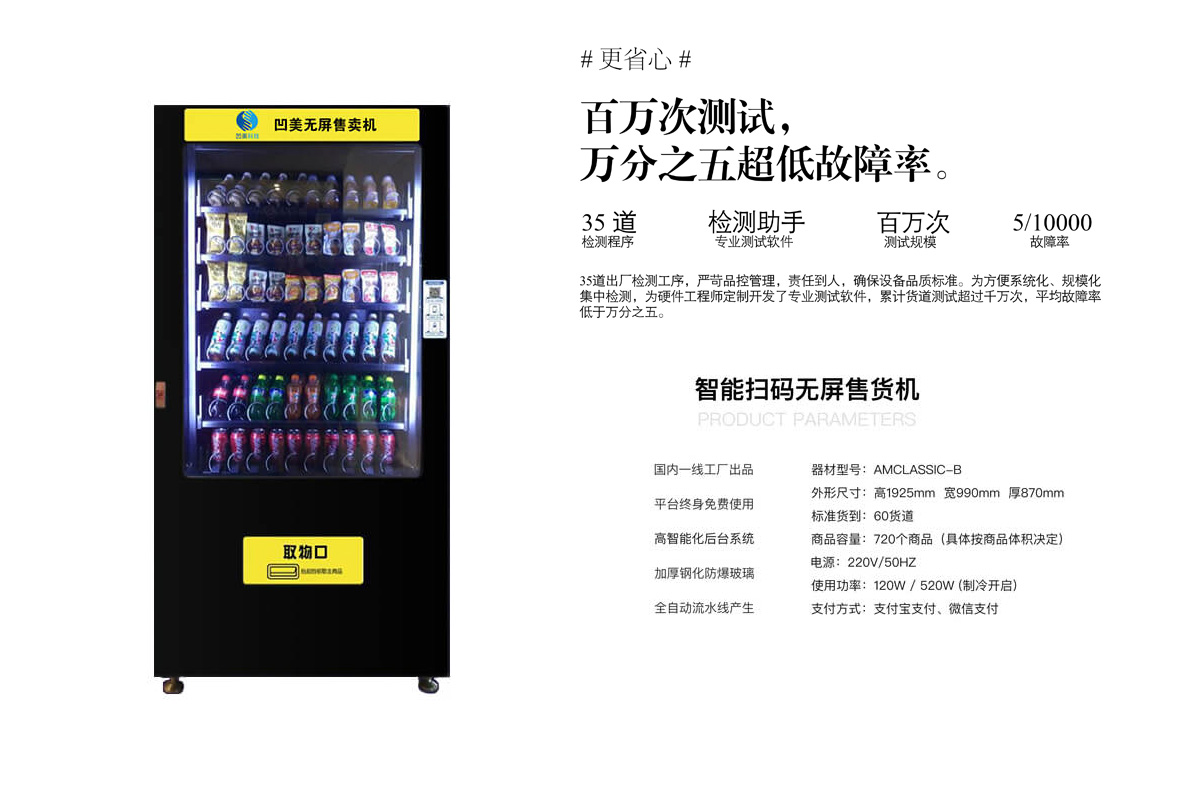 # 更省心 #
百万次测试，
万分之五超低故障率。
35 道
检测程序
检测助手
专业测试软件
百万次
测试规模
5/10000
故障率
35道出厂检测工序，严苛品控管理，责任到人，确保设备品质标准。为方便系统化、规模化
集中检测，为硬件工程师定制开发了专业测试软件，累计货道测试超过千万次，平均故障率
低于万分之五。
凹美无屏售卖机
取物口
智能扫码无屏售货机
PRODUCT PARAMETERS
国内一线工厂出品
平台终身免费使用
高智能化后台系统
加厚钢化防爆玻璃
全自动流水线产生
器材型号：AMCLASSIC-B
外形尺寸：高1925mm 宽990mm 厚870mm
标准货到：60货道
商品容量：720个商品（具体按商品体积决定）
电源：220V/50HZ
使用功率：120W / 520W (制冷开启）
支付方式：支付宝支付、微信支付